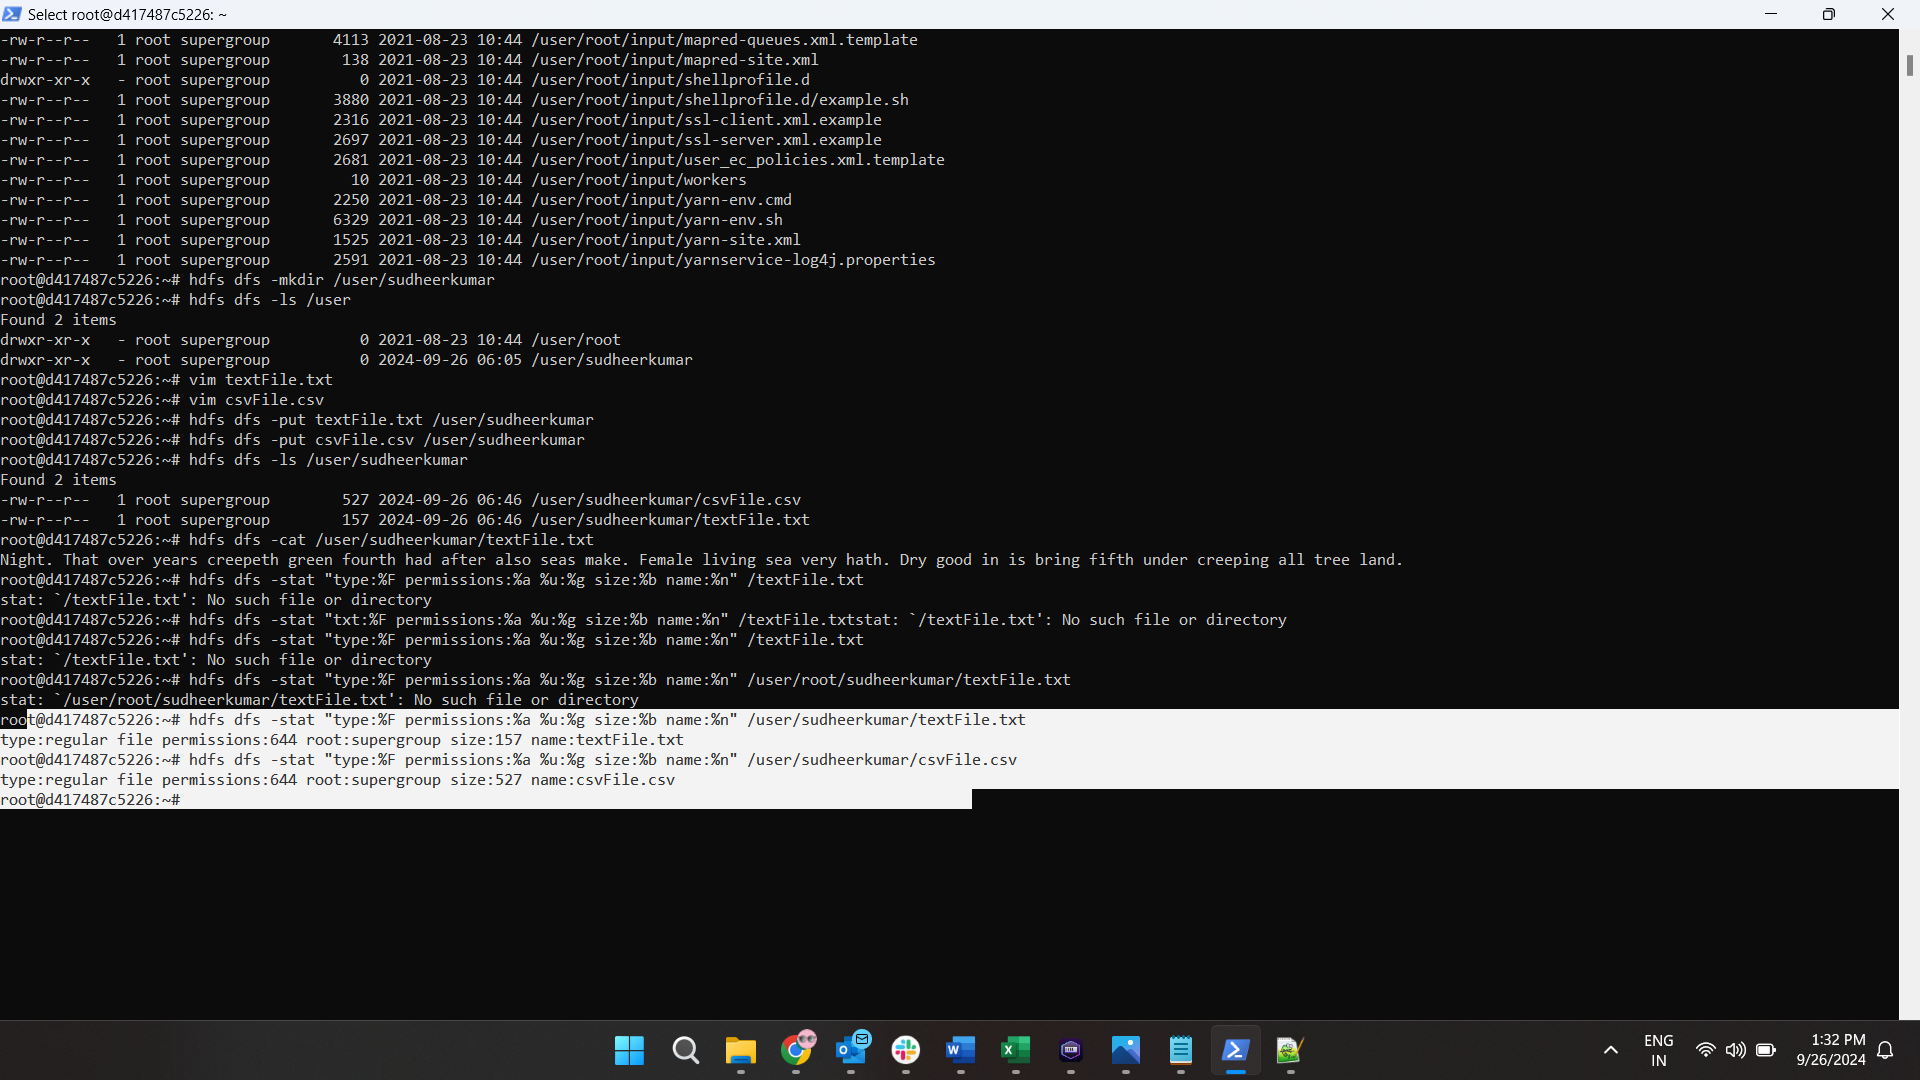 Select root@d417487c5226: ~
-rw-r--r--   1 root supergroup       4113 2021-08-23 10:44 /user/root/input/mapred-queues.xml.template
-rw-r--r--   1 root supergroup        138 2021-08-23 10:44 /user/root/input/mapred-site.xml
drwxr-xr-x   - root supergroup          0 2021-08-23 10:44 /user/root/input/shellprofile.d
-rw-r--r--   1 root supergroup       3880 2021-08-23 10:44 /user/root/input/shellprofile.d/example.sh
-rw-r--r--   1 root supergroup       2316 2021-08-23 10:44 /user/root/input/ssl-client.xml.example
-rw-r--r--   1 root supergroup       2697 2021-08-23 10:44 /user/root/input/ssl-server.xml.example
-rw-r--r--   1 root supergroup       2681 2021-08-23 10:44 /user/root/input/user_ec_policies.xml.template
-rw-r--r--   1 root supergroup         10 2021-08-23 10:44 /user/root/input/workers
-rw-r--r--   1 root supergroup       2250 2021-08-23 10:44 /user/root/input/yarn-env.cmd
-rw-r--r--   1 root supergroup       6329 2021-08-23 10:44 /user/root/input/yarn-env.sh
-rw-r--r--   1 root supergroup       1525 2021-08-23 10:44 /user/root/input/yarn-site.xml
-rw-r--r--   1 root supergroup       2591 2021-08-23 10:44 /user/root/input/yarnservice-log4j.properties
root@d417487c5226:~# hdfs dfs -mkdir /user/sudheerkumar
root@d417487c5226:~# hdfs dfs -ls /user
Found 2 items
drwxr-xr-x   - root supergroup          0 2021-08-23 10:44 /user/root
drwxr-xr-x   - root supergroup          0 2024-09-26 06:05 /user/sudheerkumar
root@d417487c5226:~# vim textFile.txt
root@d417487c5226:~# vim csvFile.csv
root@d417487c5226:~# hdfs dfs -put textFile.txt /user/sudheerkumar
root@d417487c5226:~# hdfs dfs -put csvFile.csv /user/sudheerkumar
root@d417487c5226:~# hdfs dfs -ls /user/sudheerkumar
Found 2 items
-rw-r--r--   1 root supergroup        527 2024-09-26 06:46 /user/sudheerkumar/csvFile.csv
-rw-r--r--   1 root supergroup        157 2024-09-26 06:46 /user/sudheerkumar/textFile.txt
root@d417487c5226:~# hdfs dfs -cat /user/sudheerkumar/textFile.txt
Night. That over years creepeth green fourth had after also seas make. Female living sea very hath. Dry good in is bring fifth under creeping all tree land.
root@d417487c5226:~# hdfs dfs -stat "type:%F permissions:%a %u:%g size:%b name:%n" /textFile.txt
stat: `/textFile.txt': No such file or directory
root@d417487c5226:~# hdfs dfs -stat "txt:%F permissions:%a %u:%g size:%b name:%n" /textFile.txtstat: `/textFile.txt': No such file or directory
root@d417487c5226:~# hdfs dfs -stat "type:%F permissions:%a %u:%g size:%b name:%n" /textFile.txt
stat: `/textFile.txt': No such file or directory
root@d417487c5226:~# hdfs dfs -stat "type:%F permissions:%a %u:%g size:%b name:%n" /user/root/sudheerkumar/textFile.txt
stat: `/user/root/sudheerkumar/textFile.txt': No such file or directory
root@d417487c5226:~# hdfs dfs -stat "type:%F permissions:%a %u:%g size:%b name:%n" /user/sudheerkumar/textFile.txt
type:regular file permissions:644 root:supergroup size:157 name:textFile.txt
root@d417487c5226:~# hdfs dfs -stat "type:%F permissions:%a %u:%g size:%b name:%n" /user/sudheerkumar/csvFile.csv
type:regular file permissions:644 root:supergroup size:527 name:csvFile.csv
root@d417487c5226:~#
ENG
IN
1:32 PM
9/26/2024